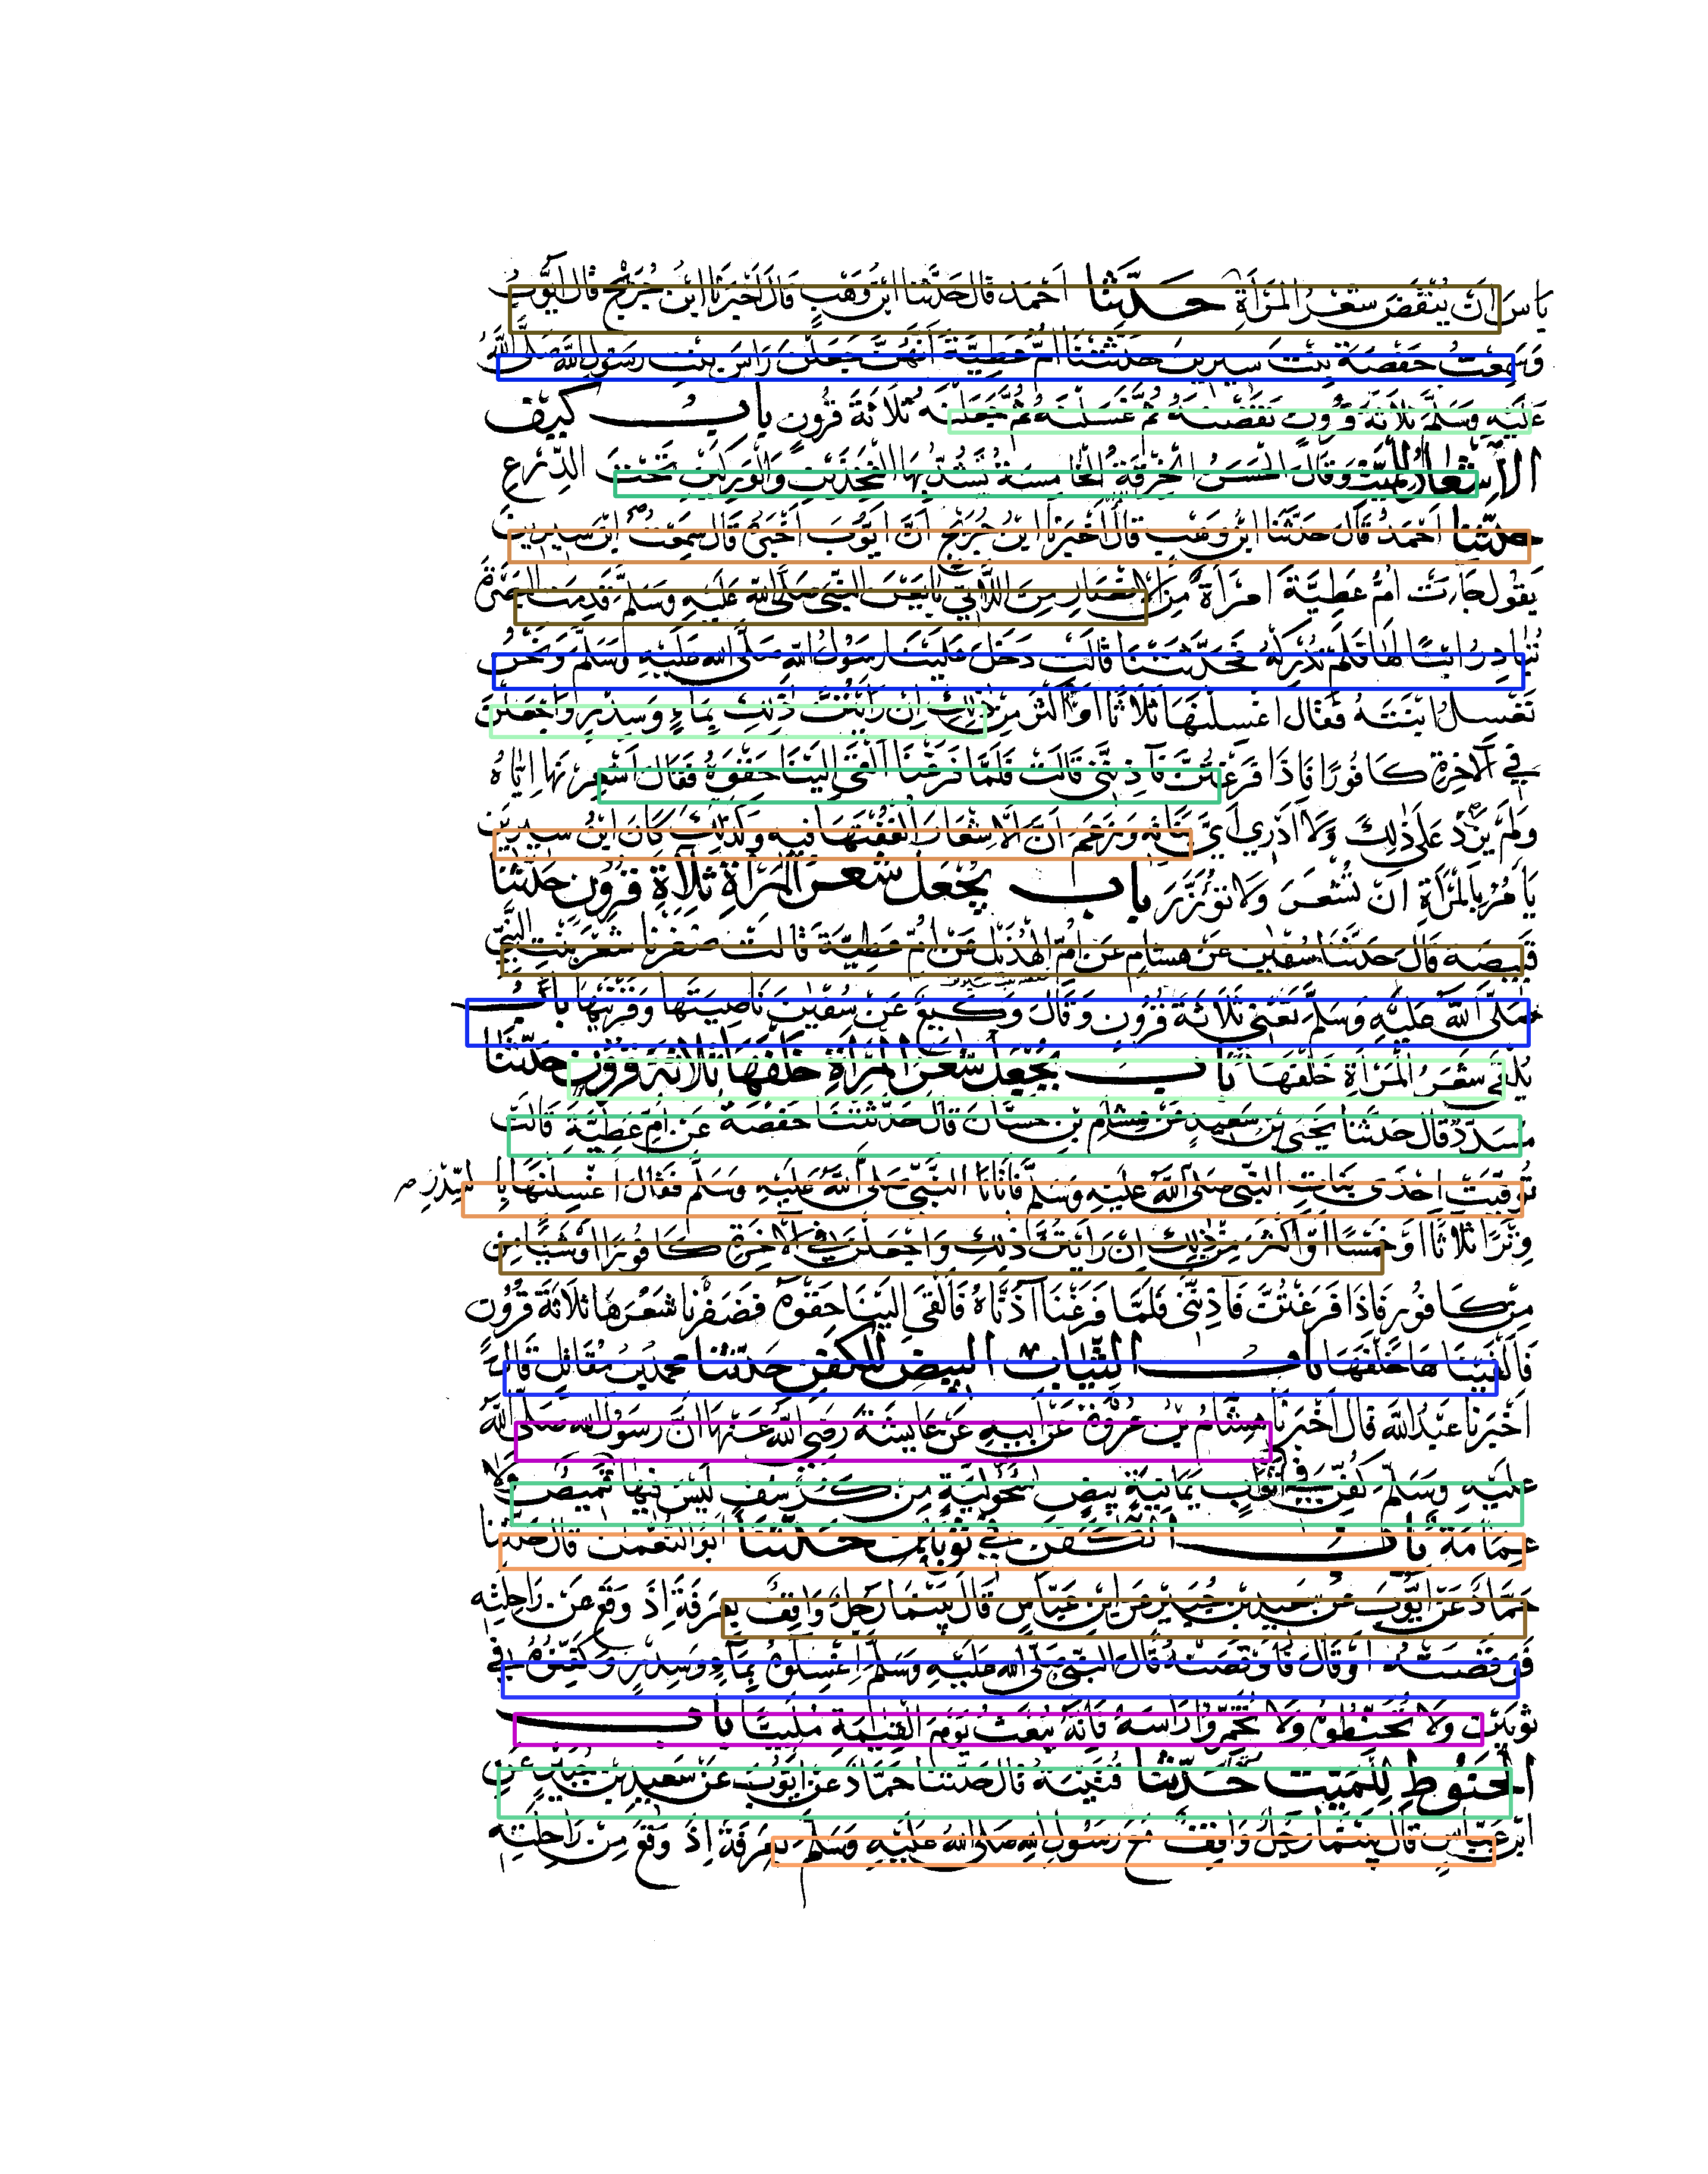 باس ان ينقض شعر المرأة حدثنا احمد قال حدثنا ابن وهب قال اخبرنا ابن جريج قال ايوب
وسمعت حفصة بنت سيرين حدثتنا ام عطية انهن جعلن راس بنت رسول الله صلى الله
عليه وسلم ثلاثة قرون نقضنه ثم غسلنه ثم جعلنه ثلاثة قرون باب كيف
الاشعار للميت وقال الحسن الخرقة الخامسة تشد بها الفخذين والوركين تحت الدرع
حدثنا احمد قال حدثنا ابن وهب قال اخبرنا ابن جريج ان ايوب اخبره قال سمعت ابن سيرين
يقول جاءت ام عطية امرأة من الانصار من اللاتي بايعن النبي صلى الله عليه وسلم قدمت البصرة
تبادر ابنا لها فلم تدركه فحدثتنا قالت دخل علينا رسول الله صلى الله عليه وسلم ونحن
نغسل ابنته فقال اغسلنها ثلاثا او اكثر من ذلك ان رأيتن ذلك بماء وسدر واجعلن
في الآخرة كافورا فاذا فرغتن فآذنني قالت فلما فرغنا القى الينا حقوه فقال اشعرنها اياه
ولم يزد على ذلك ولا ادري اي بناته وزعم ان الاشعار الففنها فيه وكذلك كان ابن سيرين
يامر بالمرأة ان تشعر ولا تؤزر باب يجعل شعر المرأة ثلاثة قرون حدثنا
قبيصة قال حدثنا سفين عن هشام عن ام الهذيل عن ام عطية قالت ضفرنا شعر بنت النبي
صلى الله عليه وسلم تعني ثلاثة قرون وقال وكيع عن سفين ناصيتها وقرنيها باب
يلقى شعر المرأة خلفها باب يجعل شعر المرأة خلفها ثلاثة قرون حدثنا
مسدد قال حدثنا يحيى بن سعيد عن هشام بن حسان قال حدثتنا حفصة عن ام عطية قالت
توفيت احدى بنات النبي صلى الله عليه وسلم فاتانا النبي صلى الله عليه وسلم فقال اغسلنها بالسدر
وترا ثلاثا او خمسا او اكثر من ذلك ان رأيتن ذلك واجعلن في الآخرة كافورا او شيئا من
من كافور فاذا فرغتن فآذنني فلما فرغنا آذناه فالقى الينا حقوه فضفرنا شعرها ثلاثة قرون
فالقيناها خلفها باب الثياب البيض للكفن حدثنا محمد بن مقاتل قال
اخبرنا عبد الله قال اخبرنا هشام بن عروة عن ابيه عن عايشة رضي الله عنها ان رسول الله صلى الله
عليه وسلم كفن في اثواب يمانية بيض سحولية من كرسف ليس فيها قميص ولا
عمامة باب الكفن في ثوبين حدثنا ابو النعمان قال حدثنا
حماد عن ايوب عن سعيد بن جبير عن ابن عباس قال بينما رجل واقف بعرفة اذ وقع عن راحلته
فوقصته او قال فاوقصته قال النبي صلى الله عليه وسلم اغسلوه بماء وسدر وكفنوه في
ثوبين ولا تحنطوه ولا تخمروا راسه فانه يبعث يوم القيمة ملبيا باب
الحنوط للميت حدثنا قتيبة قال حدثنا حماد عن ايوب عن سعيد بن جبير عن
ابن عباس قال بينما رجل واقف مع رسول الله صلى الله عليه وسلم بعرفة اذ وقع من راحلته